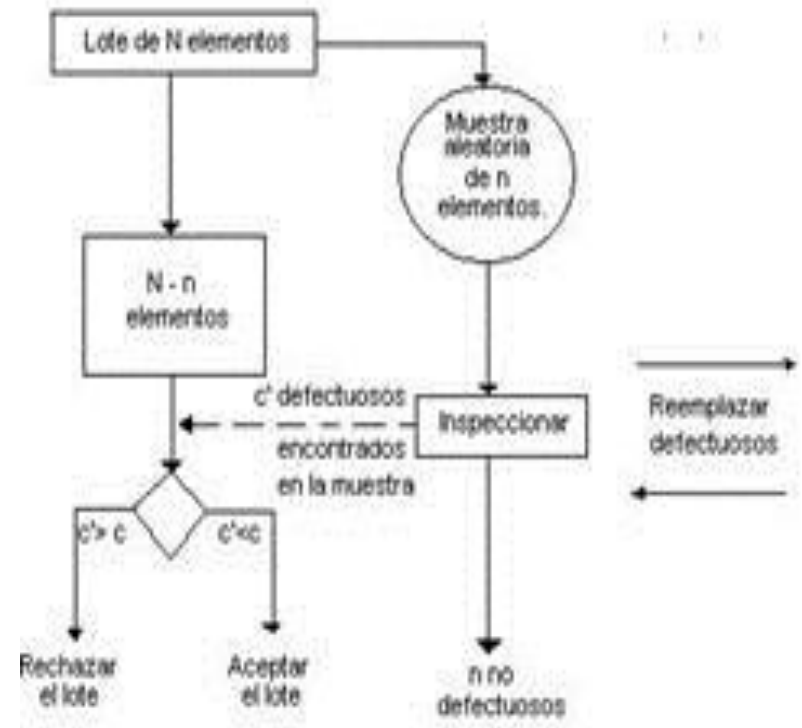 Lote de N elementos
Muestra
aleatoria
de n
elementos.
N - n
elementos
c' defectuosos
encontrados
en la muestra
Inspeccionar
Reemplazar
defectuosos
c'> c
c'<c
Rechazar
el lote
Aceptar
el lote
n no
defectuosos